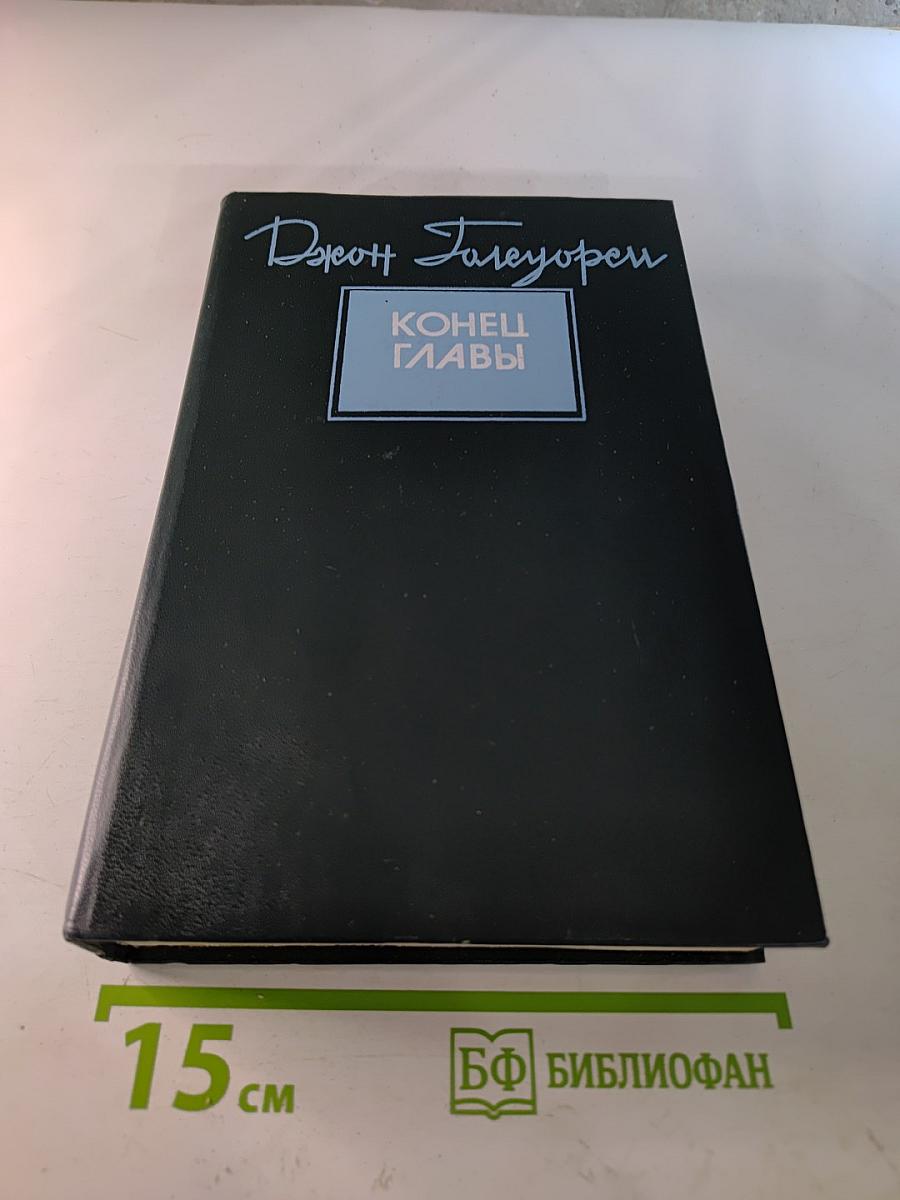 Джон Голсуорси
КОНЕЦ
ГЛАВЫ
15 см
БФ БИБЛИОФАН